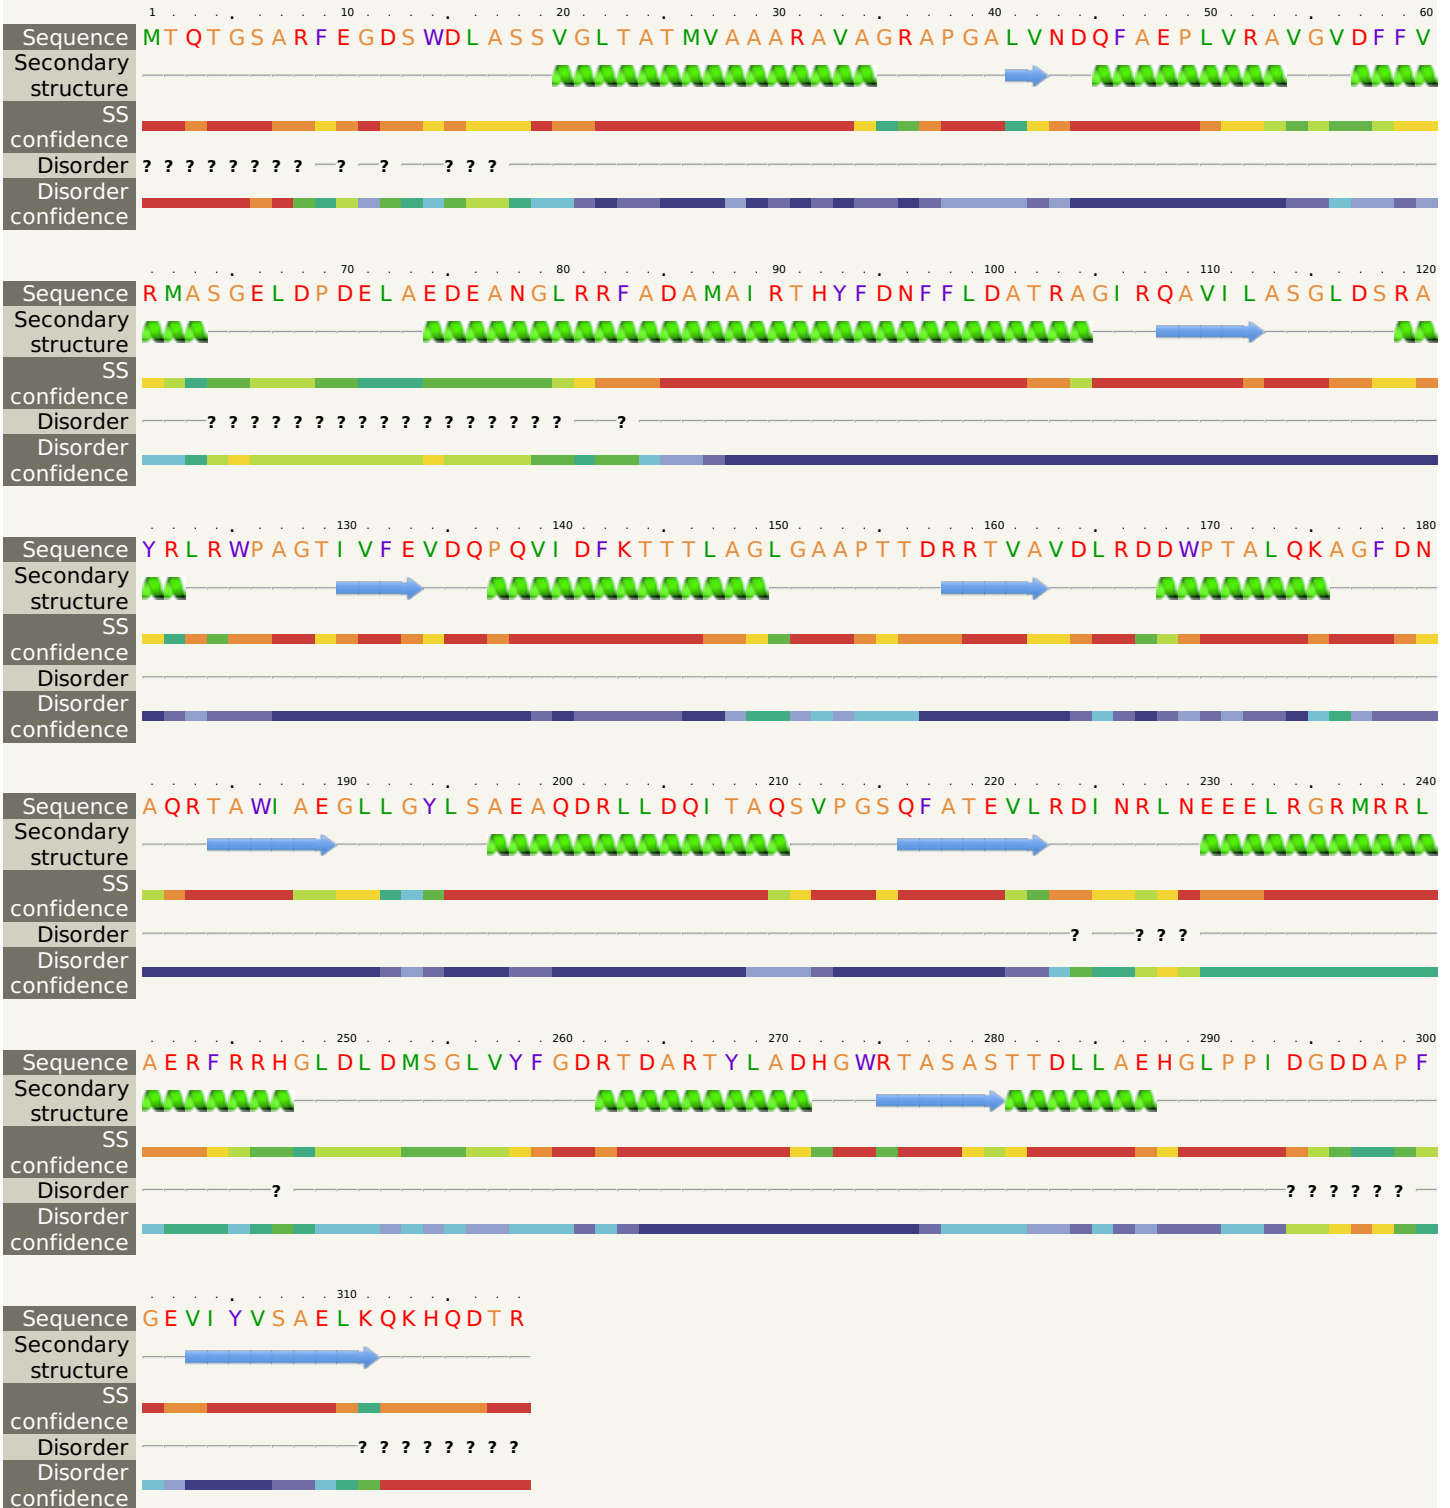 1 10 20 30 40 50 60
Sequence M T Q T G S A R F E G D S W D L A S S V G L T A T M V A A A R A V A G R A P G A L V N D Q F A E P L V R A V G V D F F V
Secondary
structure
SS
confidence
Disorder ? ? ? ? ? ? ? ? ? ? ? ? ?
Disorder
confidence
70 80 90 100 110 120
Sequence R M A S G E L D P D E L A E D E A N G L R R F A D A M A I R T H Y F D N F F L D A T R A G I R Q A V I L A S G L D S R A
Secondary
structure
SS
confidence
Disorder ? ? ? ? ? ? ? ? ? ? ? ? ? ? ? ? ? ?
Disorder
confidence
130 140 150 160 170 180
Sequence Y R L R W P A G T I V F E V D Q P Q V I D F K T T T L A G L G A A P T T D R R T V A V D L R D D W P T A L Q K A G F D N
Secondary
structure
SS
confidence
Disorder
Disorder
confidence
190 200 210 220 230 240
Sequence A Q R T A W I A E G L L G Y L S A E A Q D R L L D Q I T A Q S V P G S Q F A T E V L R D I N R L N E E E L R G R M R R L
Secondary
structure
SS
confidence
Disorder ? ? ? ?
Disorder
confidence
250 260 270 280 290 300
Sequence A E R F R R H G L D L D M S G L V Y F G D R T D A R T Y L A D H G W R T A S A S T T D L L A E H G L P P I D G D D A P F
Secondary
structure
SS
confidence
Disorder ? ? ? ? ? ? ?
Disorder
confidence
310
Sequence G E V I Y V S A E L K Q K H Q D T R
Secondary
structure
SS
confidence
Disorder ? ? ? ? ? ? ? ?
Disorder
confidence